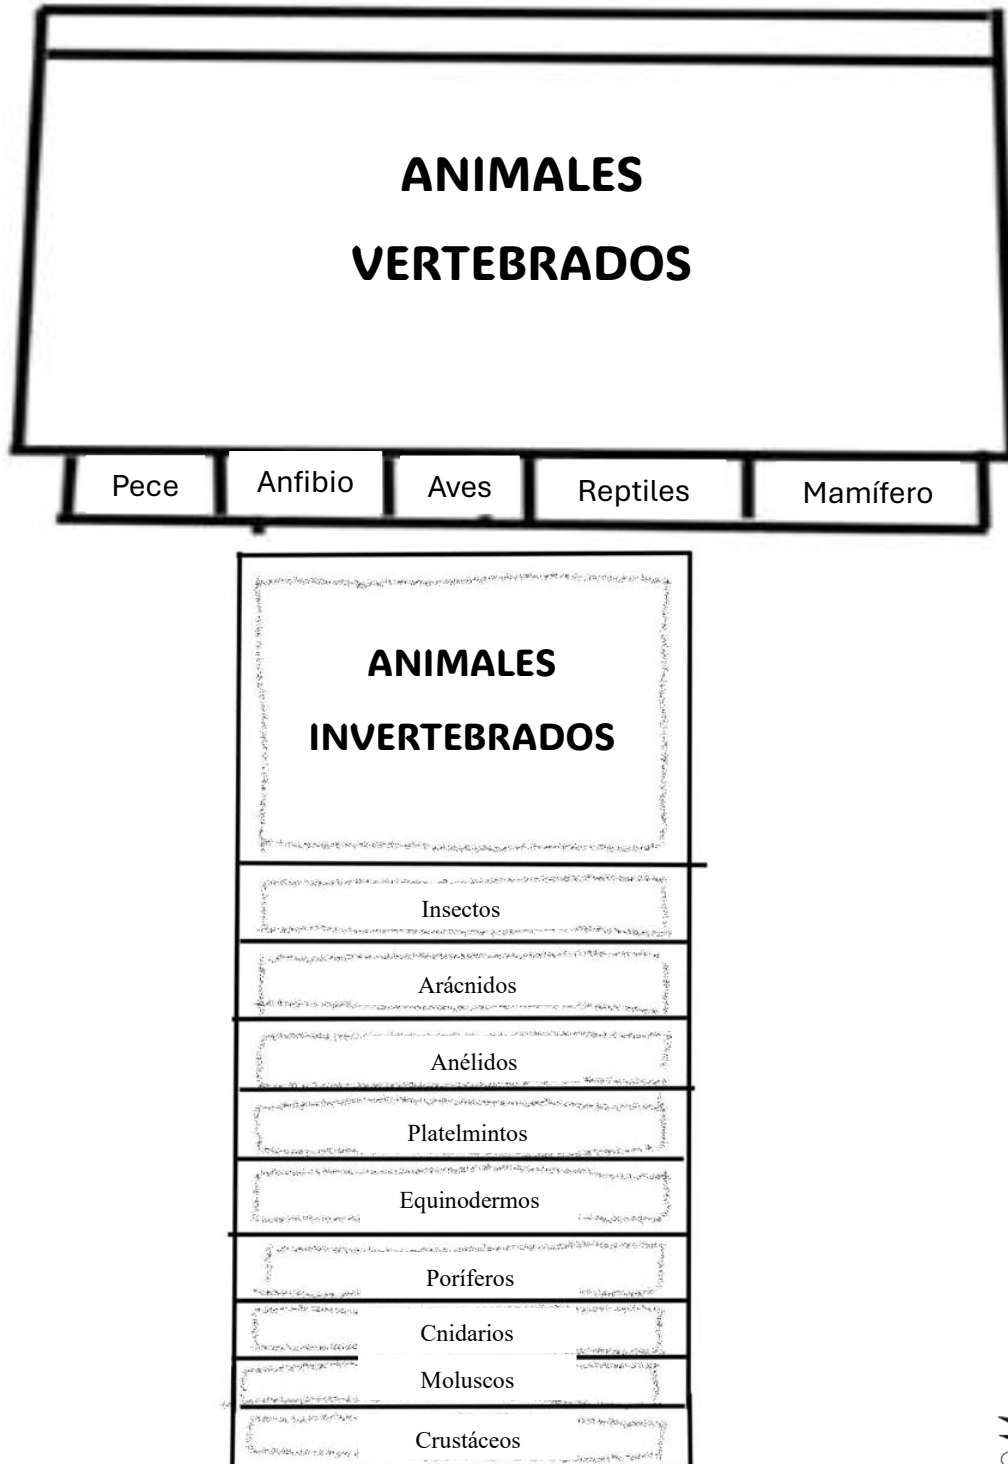 ANIMALES
VERTEBRADOS
Pece Anfibio Aves Reptiles Mamífero
ANIMALES
INVERTEBRADOS
Insectos
Arácnidos
Anélidos
Platelmintos
Equinodermos
Poríferos
Cnidarios
Moluscos
Crustáceos